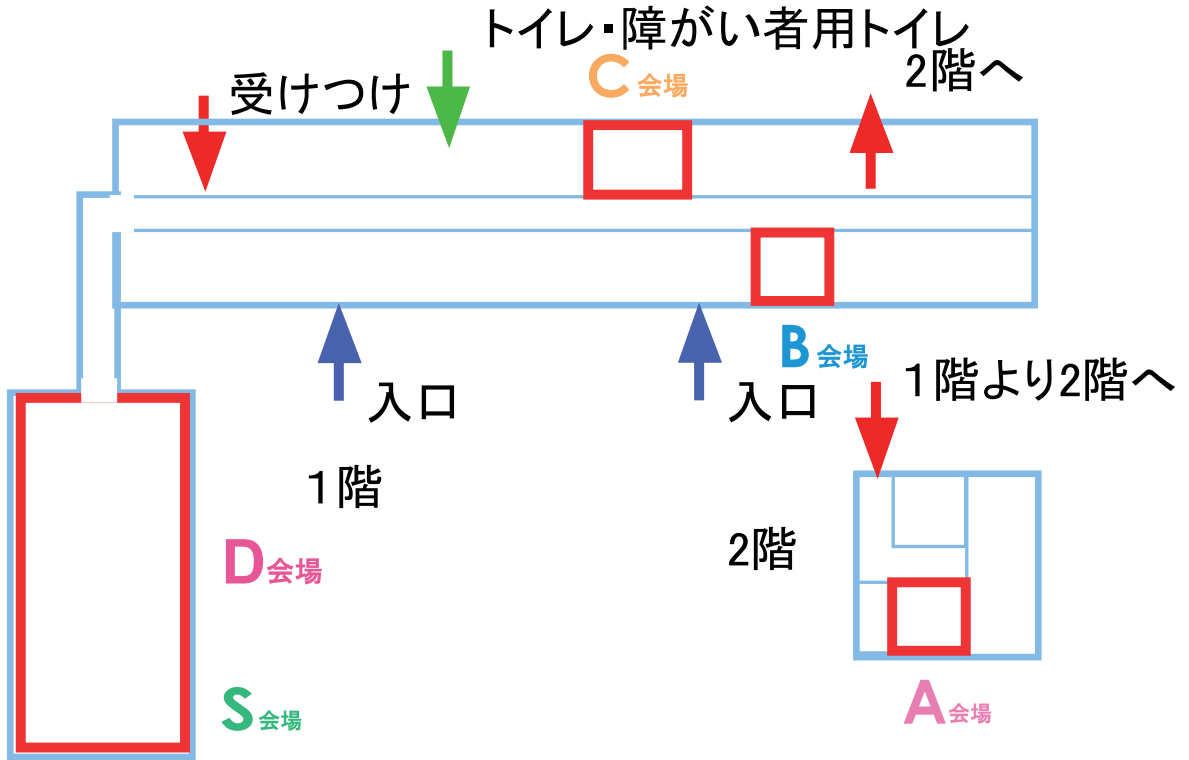 トイレ・障がい者用トイレ
受けつけ
C会場
2階へ
B会場
入口
入口
1階より2階へ
1階
2階
D会場
S会場
A会場